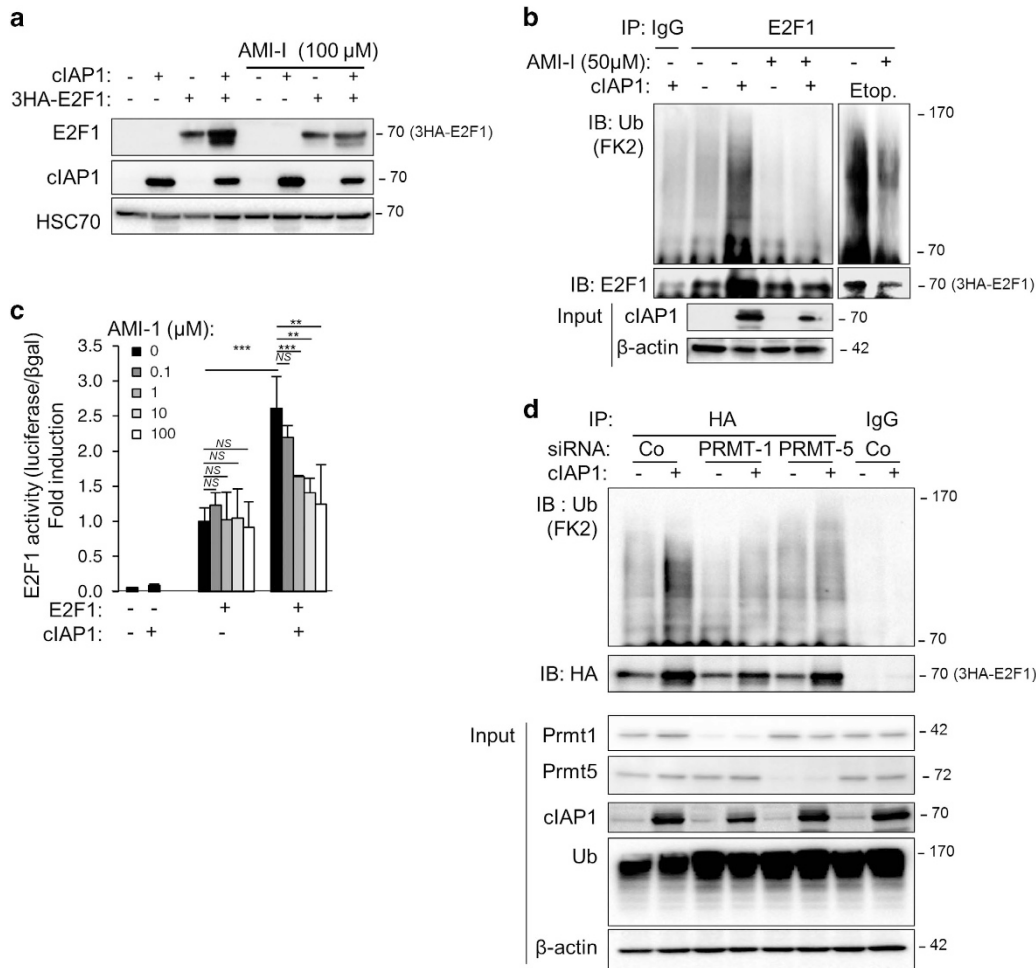 a
AMI-I (100 µM)
cIAP1: - + - + - + - +
3HA-E2F1: - - + + - - + +
E2F1 - 70 (3HA-E2F1)
cIAP1 - 70
HSC70 - 70
b
IP: IgG E2F1
AMI-I (50µM) - - - + + - +
cIAP1: + - + - + Etop.
IB: Ub
(FK2)
- 170
- 70
IB: E2F1 - 70 (3HA-E2F1)
Input cIAP1 - 70
β-actin - 42
c
AMI-1 (µM):
0
0.1
1
10
100
E2F1 activity (luciferase/βgal)
Fold induction
3.5
3.0
2.5
2.0
1.5
1.0
0.5
0.0
***
**
**
***
NS
NS
NS
NS
NS
E2F1: - - + +
cIAP1: - + - +
d
IP: HA IgG
siRNA: Co PRMT-1 PRMT-5 Co
cIAP1: - + - + - + - +
IB : Ub
(FK2)
- 170
- 70
IB: HA - 70 (3HA-E2F1)
Input Prmt1 - 42
Prmt5 - 72
cIAP1 - 70
Ub - 170
β-actin - 42